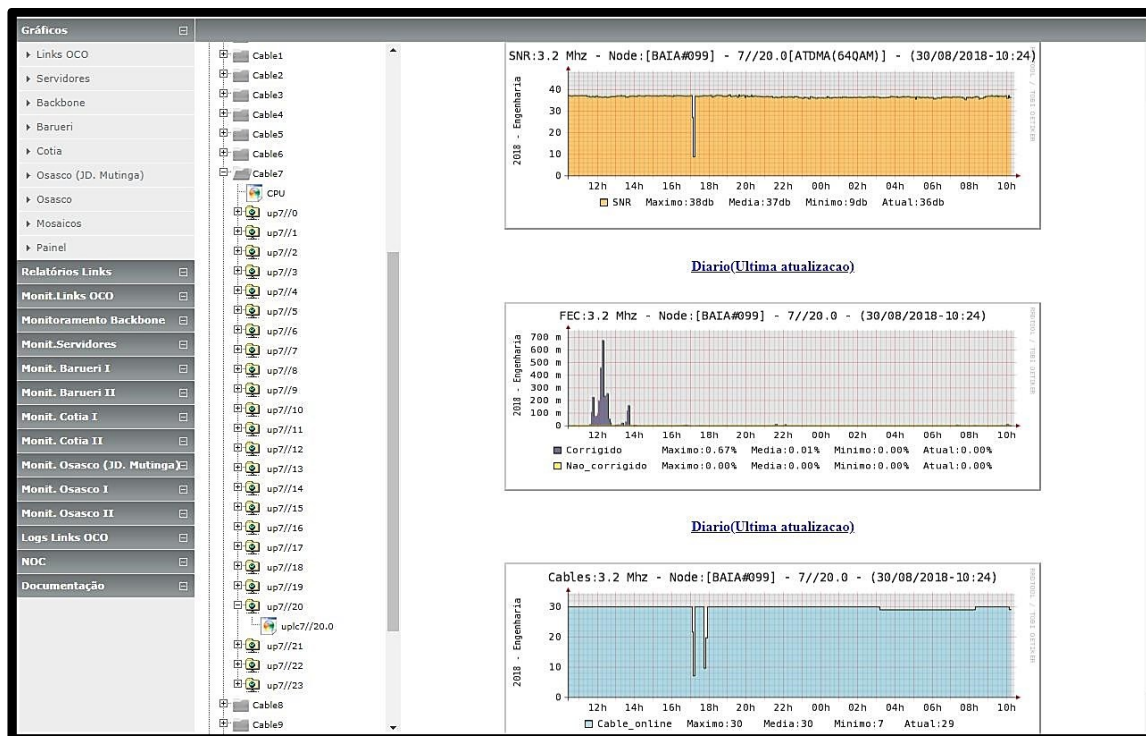 Gráficos
Links OCO
Servidores
Backbone
Barueri
Cotia
Osasco (JD. Mutinga)
Osasco
Mosaicos
Painel
Relatórios Links
Monit.Links OCO
Monitoramento Backbone
Monit.Servidores
Monit. Barueri I
Monit. Barueri II
Monit. Cotia I
Monit. Cotia II
Monit. Osasco (JD. Mutinga)
Monit. Osasco I
Monit. Osasco II
Logs Links OCO
NOC
Documentação
Cable1
Cable2
Cable3
Cable4
Cable5
Cable6
Cable7
CPU
up7//0
up7//1
up7//2
up7//3
up7//4
up7//5
up7//6
up7//7
up7//8
up7//9
up7//10
up7//11
up7//12
up7//13
up7//14
up7//15
up7//16
up7//17
up7//18
up7//19
up7//20
uplc7//20.0
up7//21
up7//22
up7//23
Cable8
Cable9
SNR:3.2 Mhz - Node:[BAIA#099] - 7//20.0[ATDMA(64QAM)] - (30/08/2018-10:24)
RRDTOOL / TOBI OETIKER
2018 - Engenharia
40
30
20
10
0
12h 14h 16h 18h 20h 22h 00h 02h 04h 06h 08h 10h
SNR Maximo:38db Media:37db Minimo:9db Atual:36db
Diario(Ultima atualizacao)
FEC:3.2 Mhz - Node:[BAIA#099] - 7//20.0 - (30/08/2018-10:24)
RRDTOOL / TOBI OETIKER
2018 - Engenharia
700 m
600 m
500 m
400 m
300 m
200 m
100 m
0
12h 14h 16h 18h 20h 22h 00h 02h 04h 06h 08h 10h
Corrigido Maximo:0.67% Media:0.01% Minimo:0.00% Atual:0.00%
Nao_corrigido Maximo:0.00% Media:0.00% Minimo:0.00% Atual:0.00%
Diario(Ultima atualizacao)
Cables:3.2 Mhz - Node:[BAIA#099] - 7//20.0 - (30/08/2018-10:24)
RRDTOOL / TOBI OETIKER
2018 - Engenharia
30
20
10
0
12h 14h 16h 18h 20h 22h 00h 02h 04h 06h 08h 10h
Cable_online Maximo:30 Media:30 Minimo:7 Atual:29